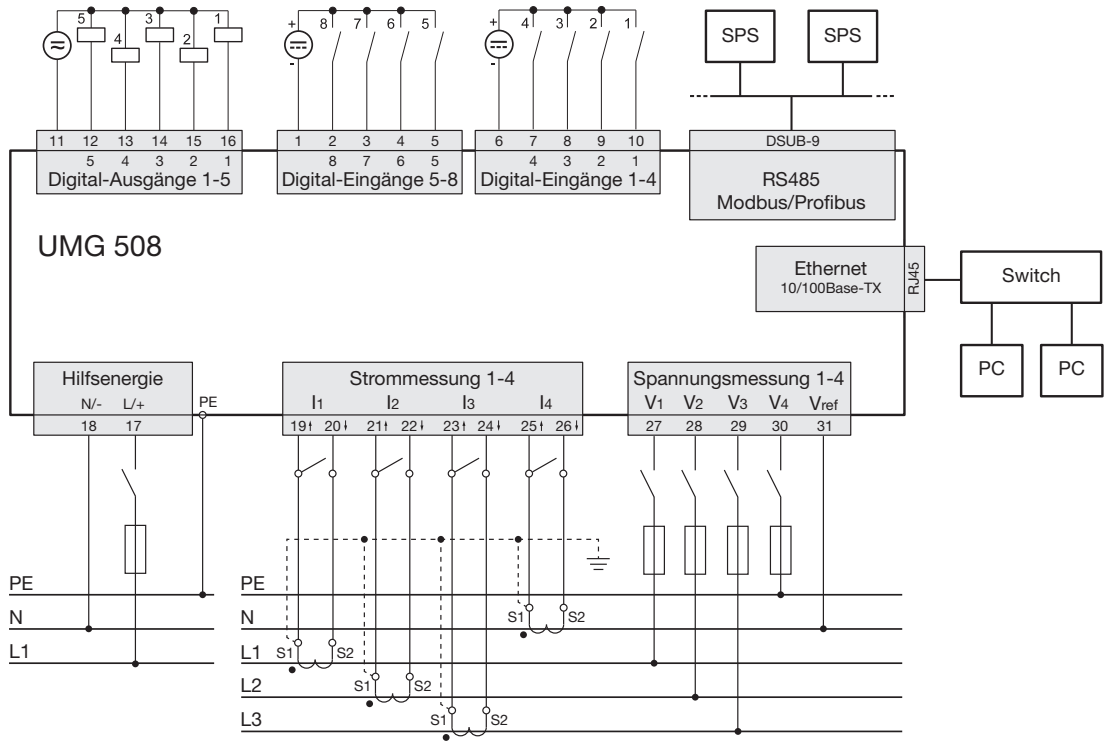 5 3 1
4 2
+ 8 7 6 5
-
+ 4 3 2 1
-
SPS SPS
11 12 13 14 15 16
5 4 3 2 1
Digital-Ausgänge 1-5
1 2 3 4 5
8 7 6 5
Digital-Eingänge 5-8
6 7 8 9 10
4 3 2 1
Digital-Eingänge 1-4
DSUB-9
RS485
Modbus/Profibus
UMG 508
Ethernet
10/100Base-TX
RJ45
Switch
PC PC
Hilfsenergie
N/- L/+ PE
18 17
Strommessung 1-4
I1 I2 I3 I4
19↑ 20↓ 21↑ 22↓ 23↑ 24↓ 25↑ 26↓
Spannungsmessung 1-4
V1 V2 V3 V4 Vref
27 28 29 30 31
PE
N
L1
PE
N
L1
L2
L3
S1 S2
S1 S2
S1 S2
S1 S2